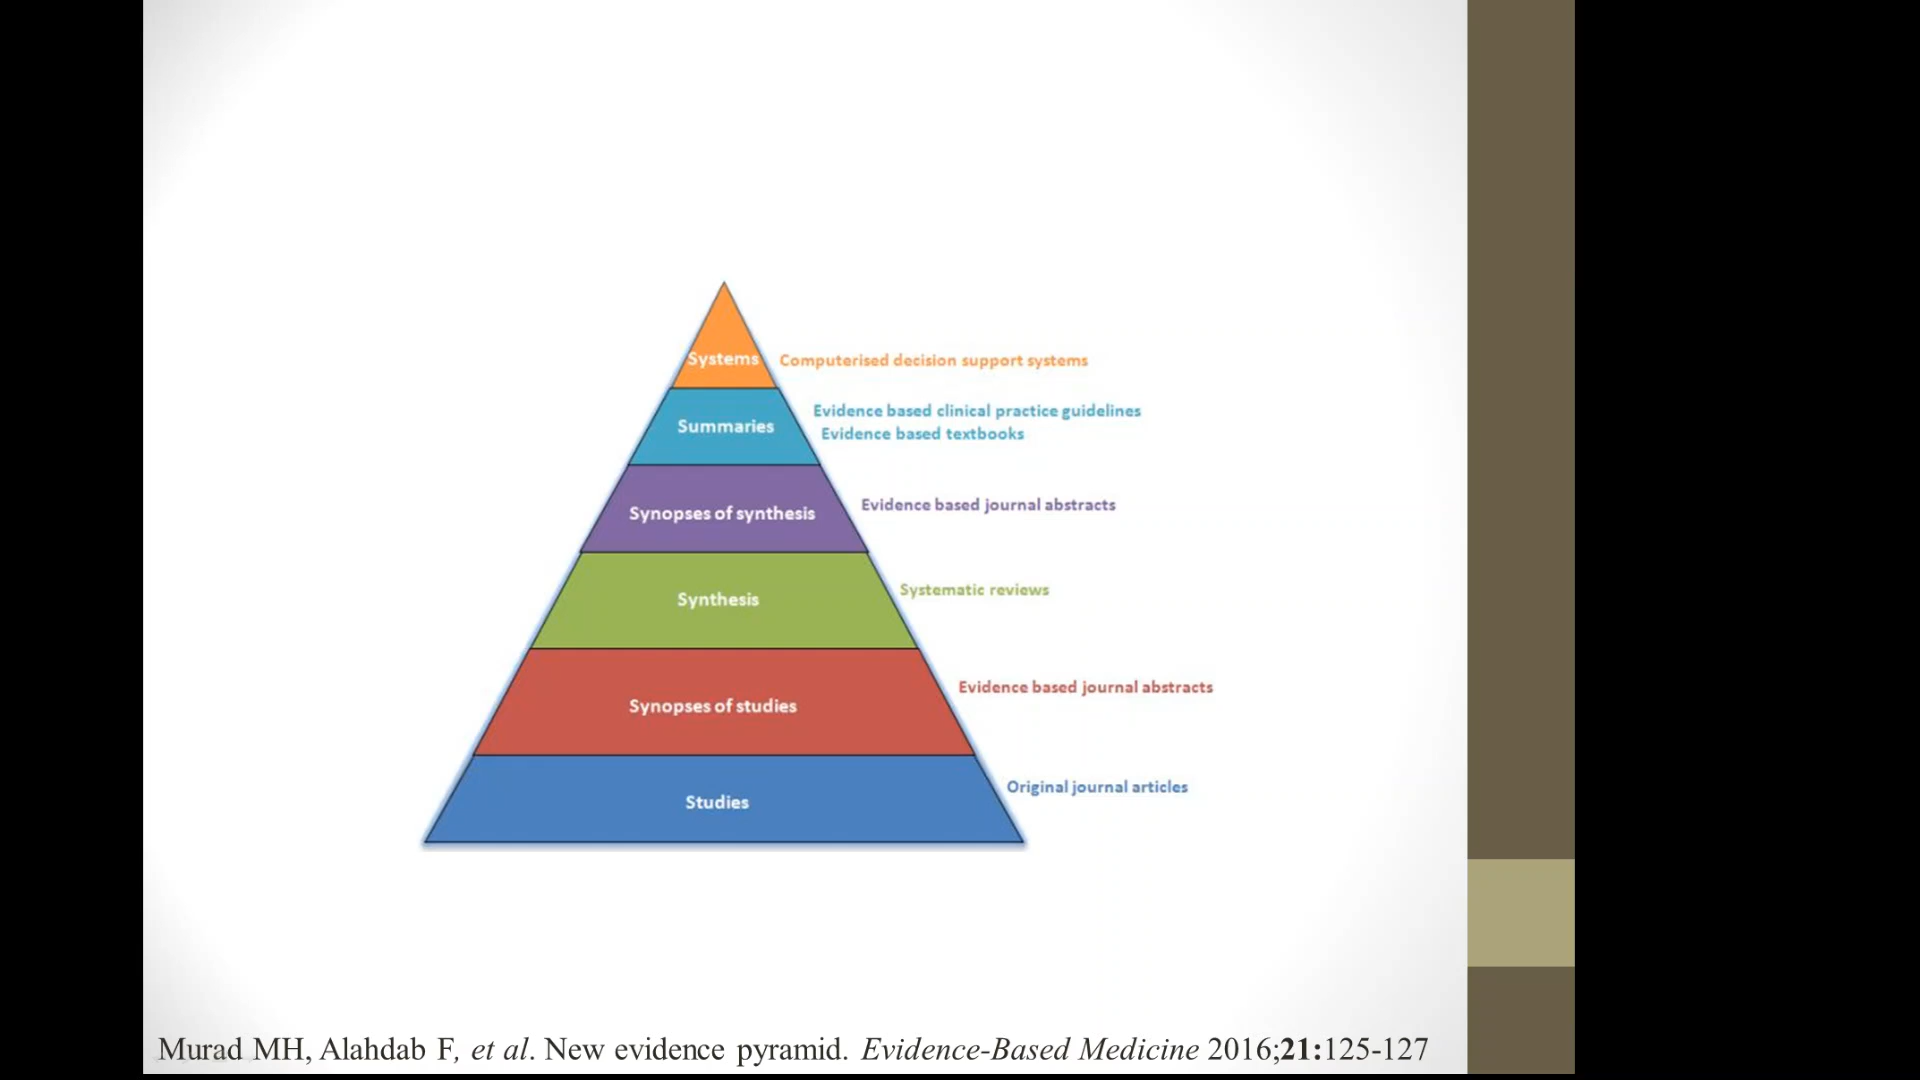 Systems
Computerised decision support systems
Summaries
Evidence based clinical practice guidelines
Evidence based textbooks
Synopses of synthesis
Evidence based journal abstracts
Synthesis
Systematic reviews
Synopses of studies
Evidence based journal abstracts
Studies
Original journal articles
Murad MH, Alahdab F, et al. New evidence pyramid. Evidence-Based Medicine 2016;21:125-127